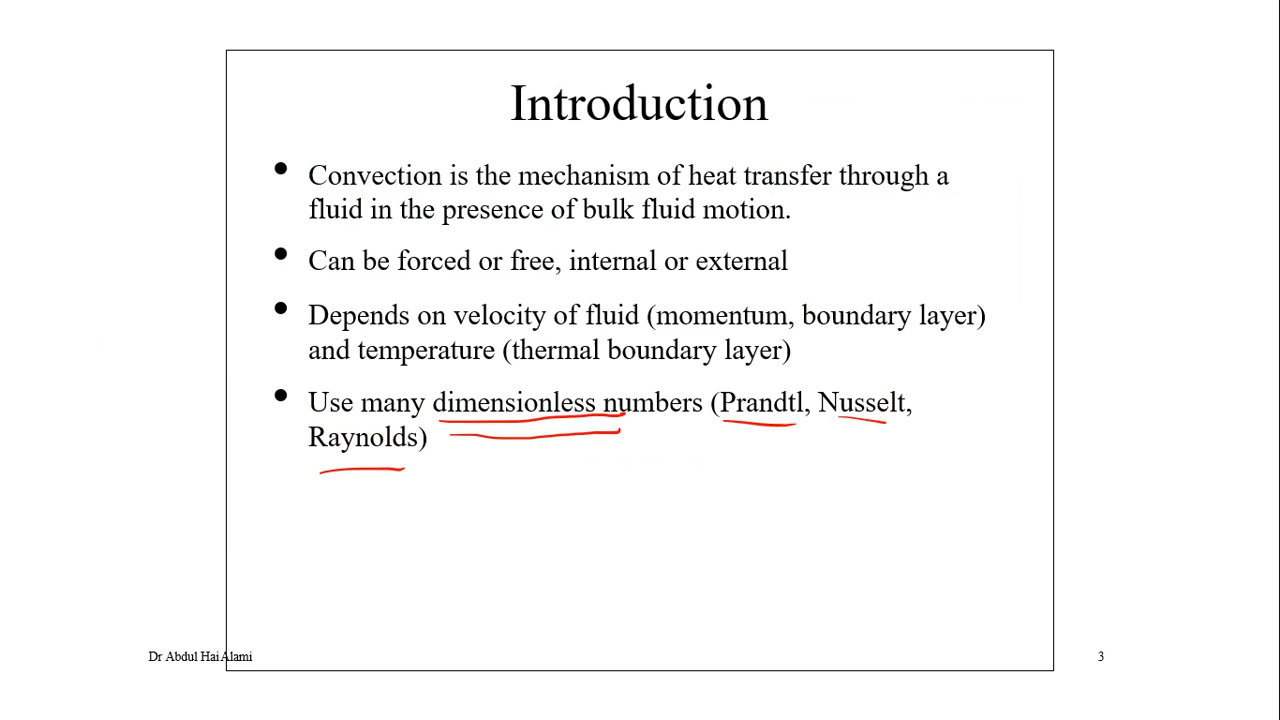 Introduction
• Convection is the mechanism of heat transfer through a
fluid in the presence of bulk fluid motion.
• Can be forced or free, internal or external
• Depends on velocity of fluid (momentum, boundary layer)
and temperature (thermal boundary layer)
• Use many dimensionless numbers (Prandtl, Nusselt,
Raynolds)
Dr Abdul Hai Alami
3